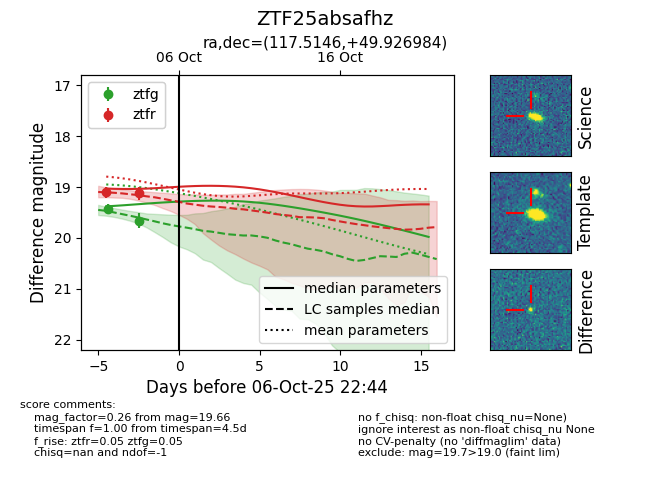 ZTF25absafhz
ra,dec=(117.5146,+49.926984)
06 Oct
16 Oct
17
18
19
20
21
22
Difference magnitude
ztfg
ztfr
median parameters
LC samples median
mean parameters
−5
0
5
10
15
Days before 06-Oct-25 22:44
Science
Template
Difference
score comments:
mag_factor=0.26 from mag=19.66
timespan f=1.00 from timespan=4.5d
f_rise: ztfr=0.05 ztfg=0.05
chisq=nan and ndof=-1
no f_chisq: non-float chisq_nu=None)
ignore interest as non-float chisq_nu None
no CV-penalty (no 'diffmaglim' data)
exclude: mag=19.7>19.0 (faint lim)